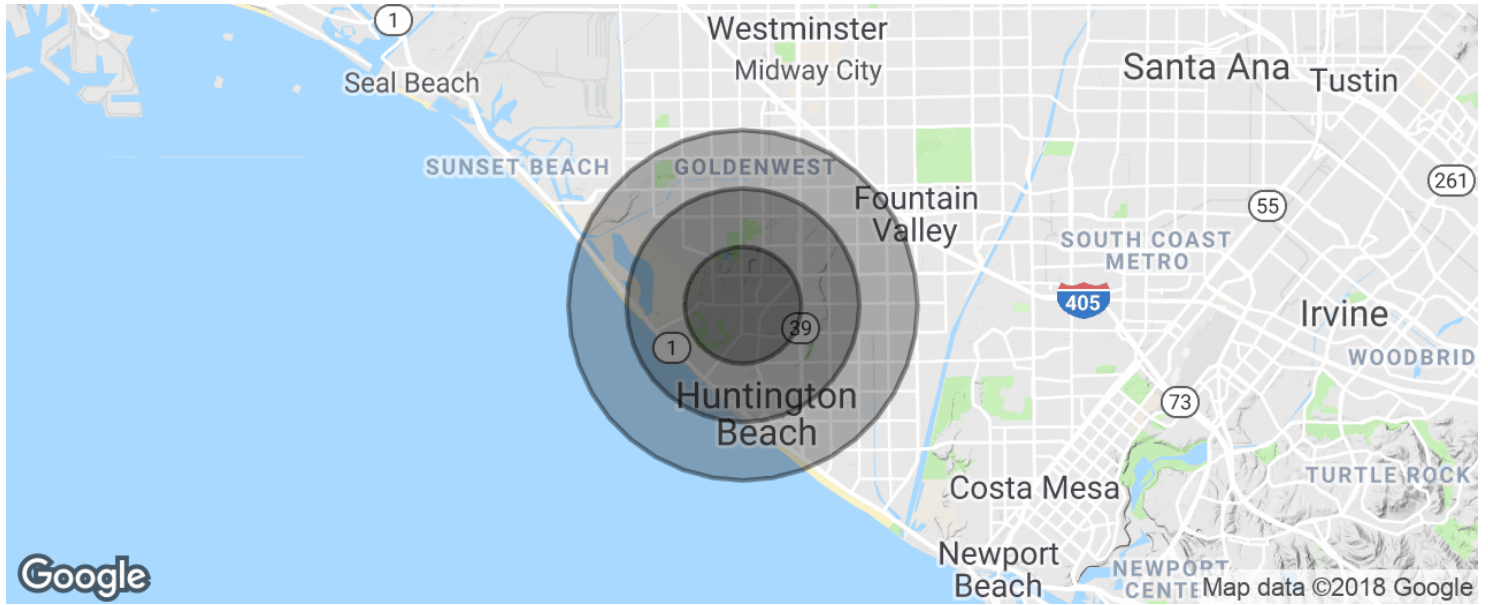 1
Westminster
Midway City
Santa Ana
Tustin
Seal Beach
SUNSET BEACH
GOLDENWEST
261
Fountain
Valley
55
SOUTH COAST
METRO
405
Irvine
39
1
WOODBRID
Huntington
Beach
73
TURTLE ROCK
Costa Mesa
Newport
Beach
NEWPORT
CENTE
Google
Map data ©2018 Google